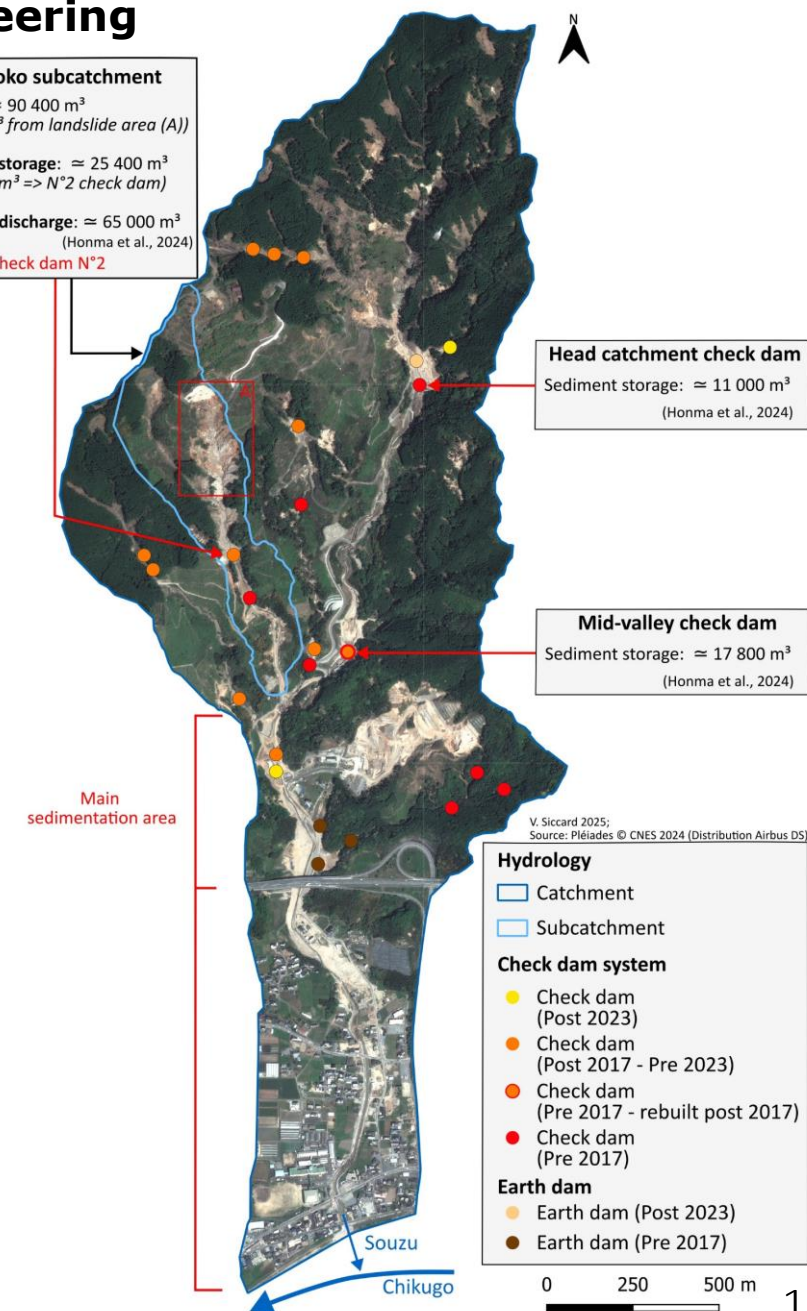 eering
N
oko subcatchment
≃ 90 400 m³
³ from landslide area (A))
storage: ≃ 25 400 m³
m³ => N°2 check dam)
discharge: ≃ 65 000 m³
(Honma et al., 2024)
heck dam N°2
A
Head catchment check dam
Sediment storage: ≃ 11 000 m³
(Honma et al., 2024)
Mid-valley check dam
Sediment storage: ≃ 17 800 m³
(Honma et al., 2024)
Main
sedimentation area
V. Siccard 2025;
Source: Pléiades © CNES 2024 (Distribution Airbus DS)
Hydrology
Catchment
Subcatchment
Check dam system
Check dam
(Post 2023)
Check dam
(Post 2017 - Pre 2023)
Check dam
(Pre 2017 - rebuilt post 2017)
Check dam
(Pre 2017)
Earth dam
Earth dam (Post 2023)
Earth dam (Pre 2017)
Souzu
Chikugo
0 250 500 m
1